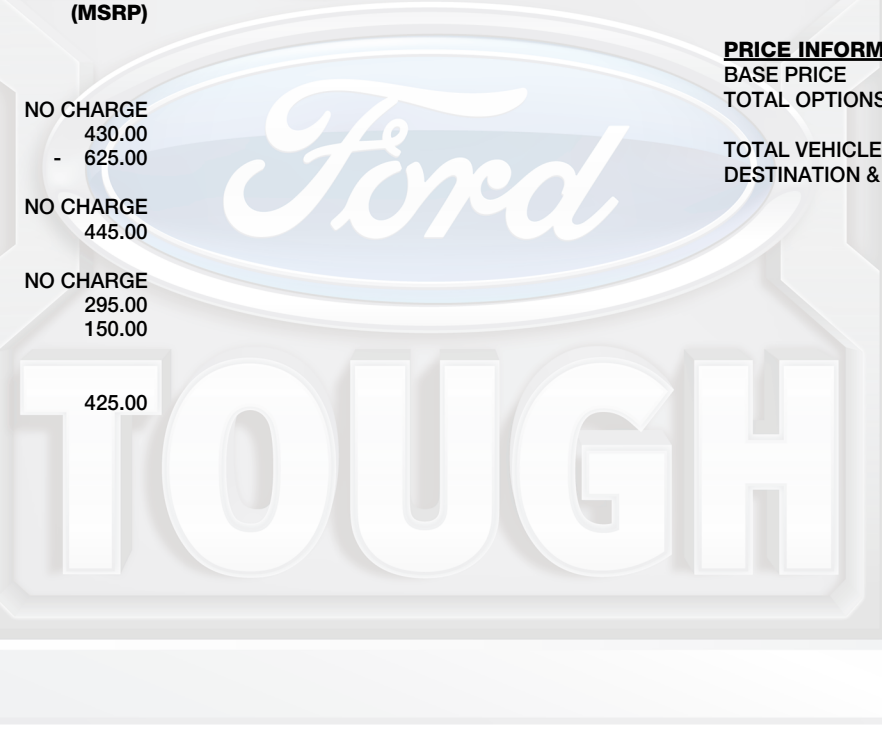 (MSRP)
NO CHARGE
430.00
- 625.00
NO CHARGE
445.00
NO CHARGE
295.00
150.00
425.00
PRICE INFORM
BASE PRICE
TOTAL OPTIONS
TOTAL VEHICLE
DESTINATION &
Ford
TOUGH